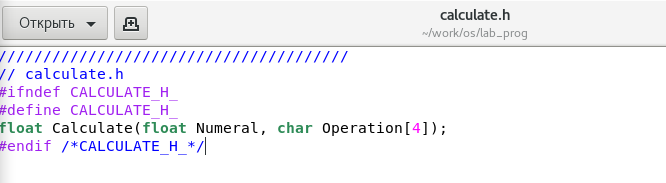 Открыть
calculate.h
~/work/os/lab_prog
///////////////////////////////////////
// calculate.h
#ifndef CALCULATE_H_
#define CALCULATE_H_
float Calculate(float Numeral, char Operation[4]);
#endif /*CALCULATE_H_*/